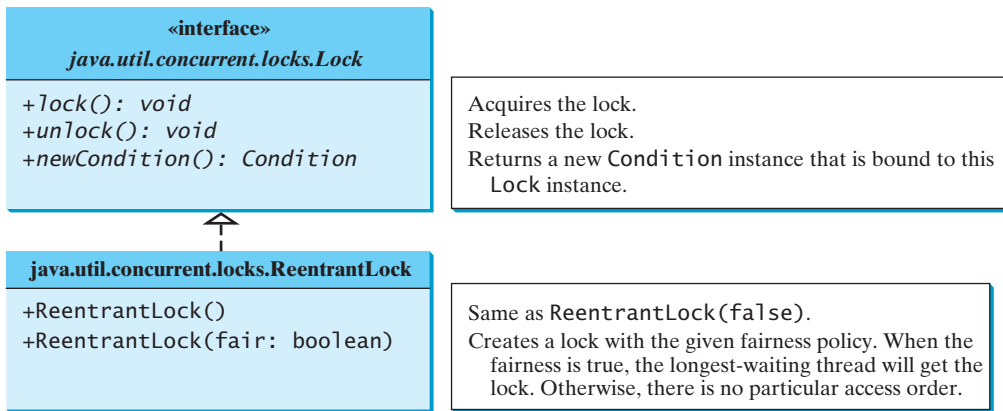 «interface»
java.util.concurrent.locks.Lock
+lock(): void
+unlock(): void
+newCondition(): Condition
Acquires the lock.
Releases the lock.
Returns a new Condition instance that is bound to this
Lock instance.
java.util.concurrent.locks.ReentrantLock
+ReentrantLock()
+ReentrantLock(fair: boolean)
Same as ReentrantLock(false).
Creates a lock with the given fairness policy. When the
fairness is true, the longest-waiting thread will get the
lock. Otherwise, there is no particular access order.